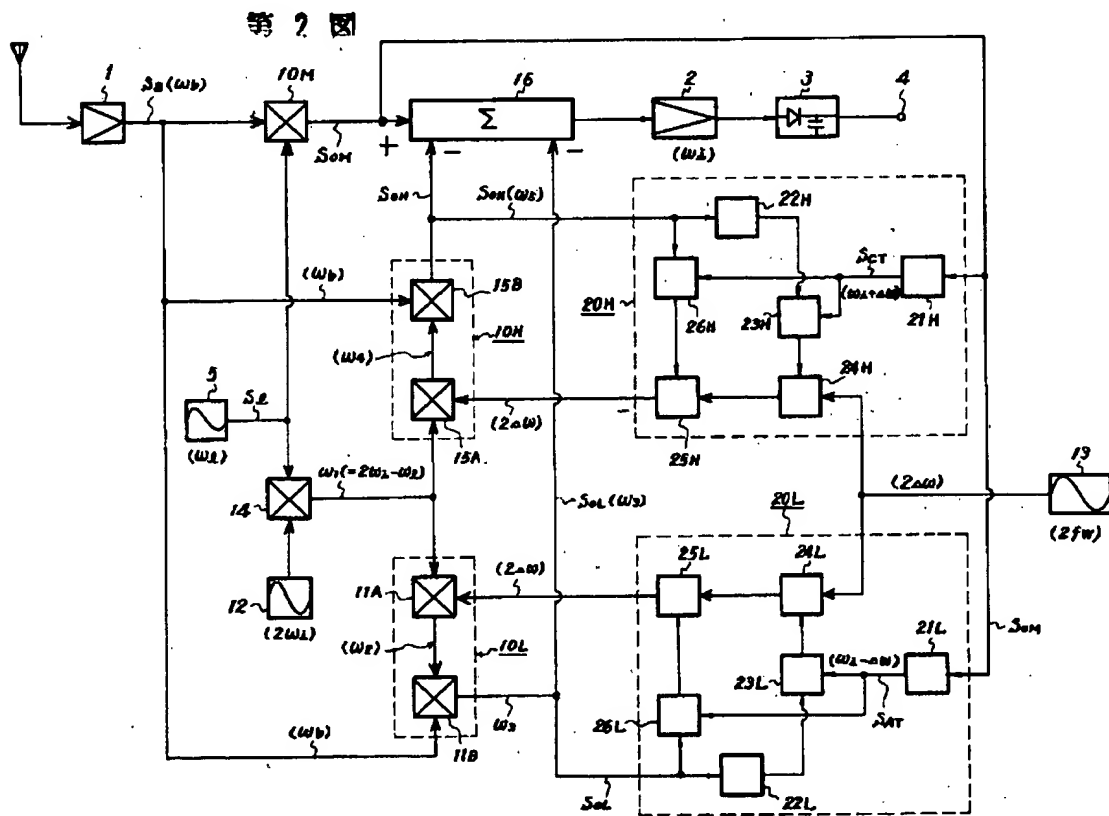 第 2 図
1
SB(ωb)
10M
SOM
+
16
Σ
-
-
2
(ωi)
3
4
SOH
SOH(ω5)
22H
SCT
(ωi+Δω)
21H
20H
26H
23H
24H
25H
-
(2Δω)
(ωb)
15B
10H
(ω4)
15A
5
Sℓ
(ωℓ)
14
ω1(=2ωi-ωℓ)
12
(2ωi)
SOL(ω3)
(2Δω)
13
(2fω)
20L
25L
24L
(2Δω)
11A
(ω2)
10L
11B
ω3
(ωb)
SOL
26L
23L
(ωi-Δω)
SAT
21L
SOM
22L